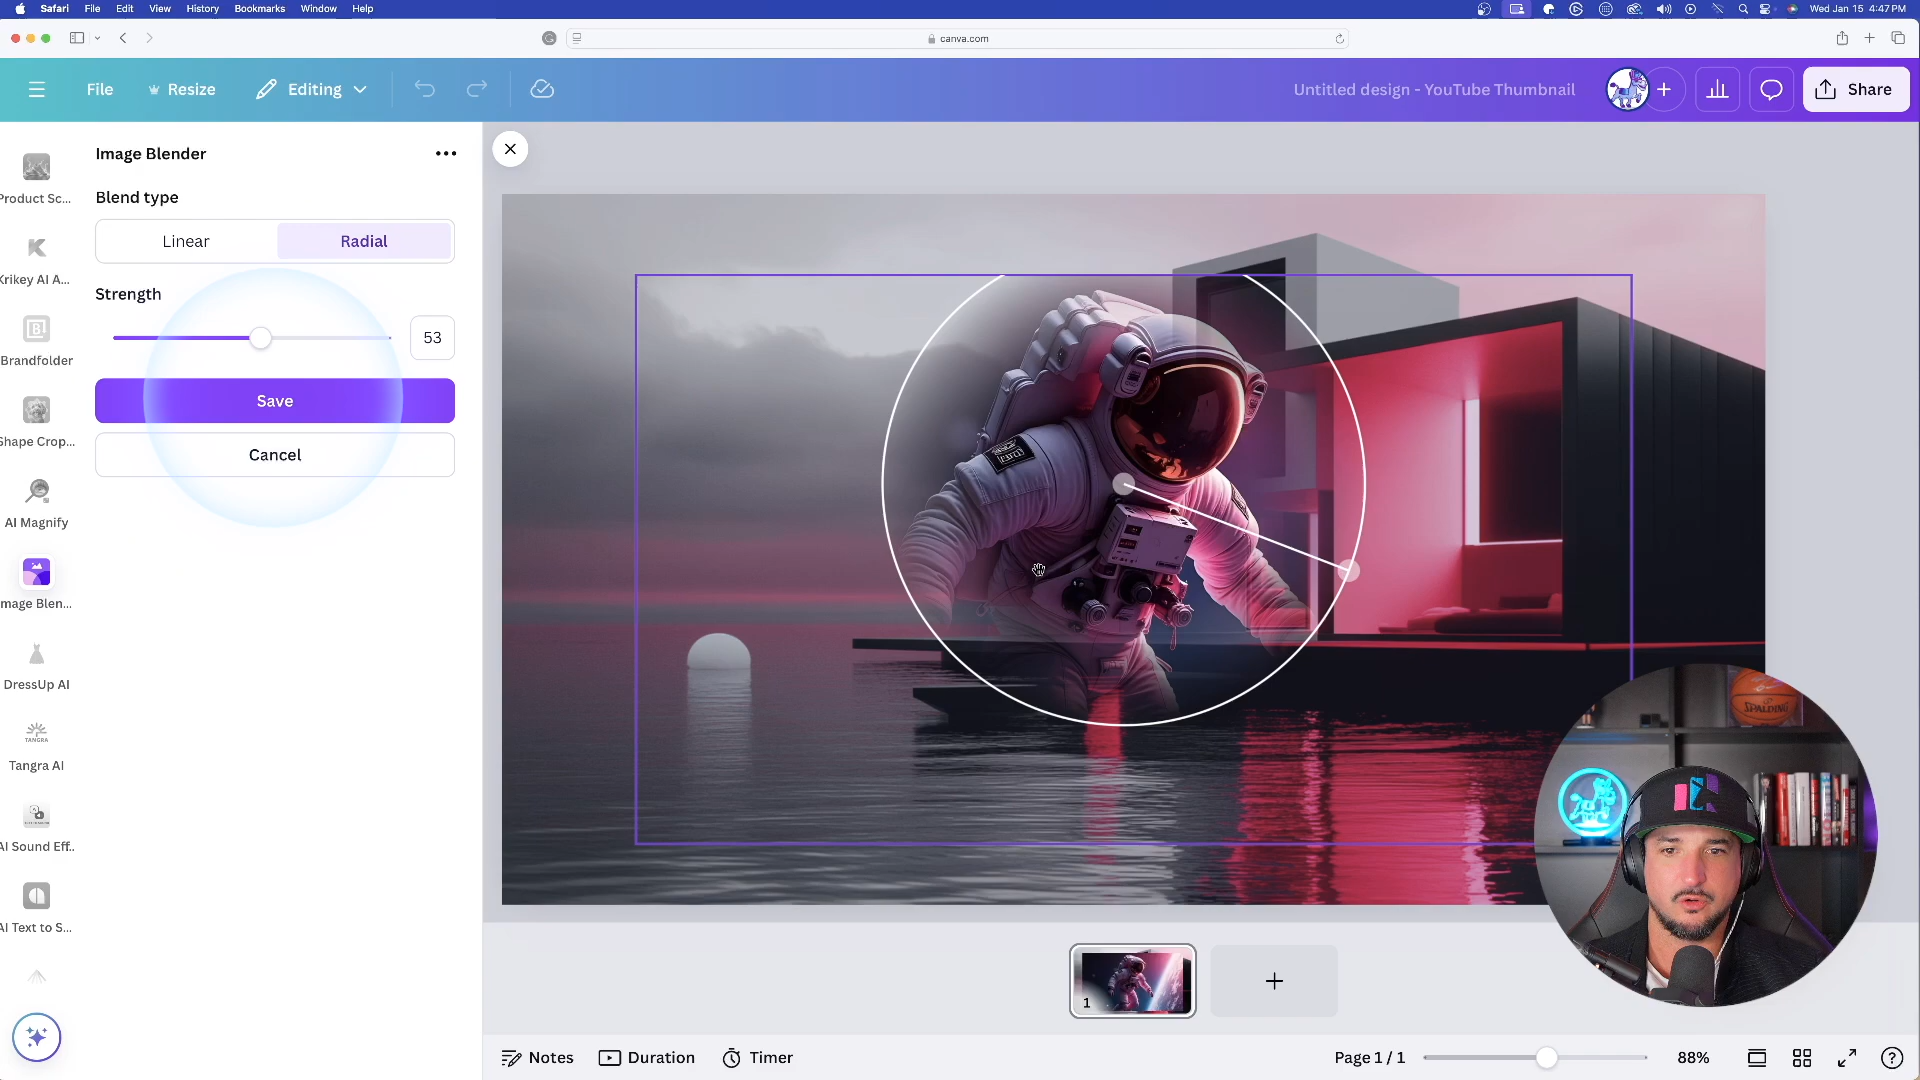 Safari File Edit View History Bookmarks Window Help
Wed Jan 15 4:47 PM
canva.com
File Resize Editing
Untitled design - YouTube Thumbnail
Share
Image Blender
Blend type
Linear Radial
Strength
53
Save
Cancel
Product Sc...
Krikey AI A...
Brandfolder
Shape Crop...
AI Magnify
Image Blen...
DressUp AI
TANGRA
Tangra AI
AI Sound Eff..
AI Text to S...
SPALDING
1
Notes Duration Timer
Page 1 / 1
88%